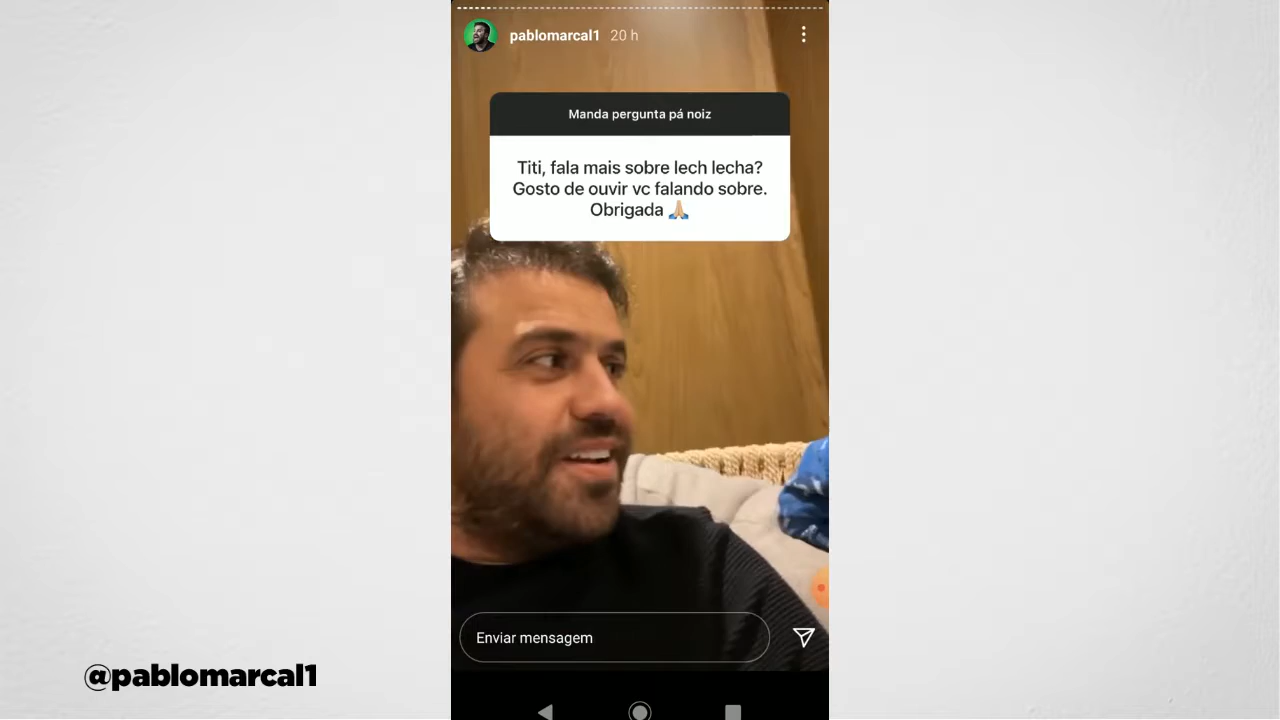 pablomarcal1 20 h
Manda pergunta pá noiz
Titi, fala mais sobre lech lecha?
Gosto de ouvir vc falando sobre.
Obrigada 🙏🏼
Enviar mensagem
@pablomarcal1